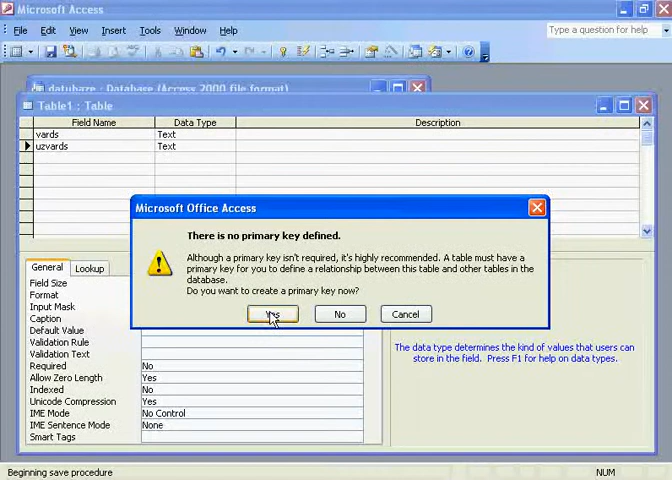 Microsoft Access
File Edit View Insert Tools Window Help
Type a question for help
datubaze : Database (Access 2000 file format)
Table1 : Table
Field Name Data Type Description
vards Text
uzvards Text
Microsoft Office Access
There is no primary key defined.
Although a primary key isn't required, it's highly recommended. A table must have a
primary key for you to define a relationship between this table and other tables in the
database.
Do you want to create a primary key now?
Yes No Cancel
General Lookup
Field Size
Format
Input Mask
Caption
Default Value
Validation Rule
Validation Text
Required No
Allow Zero Length Yes
Indexed No
Unicode Compression Yes
IME Mode No Control
IME Sentence Mode None
Smart Tags
The data type determines the kind of values that users can
store in the field. Press F1 for help on data types.
Beginning save procedure
NUM